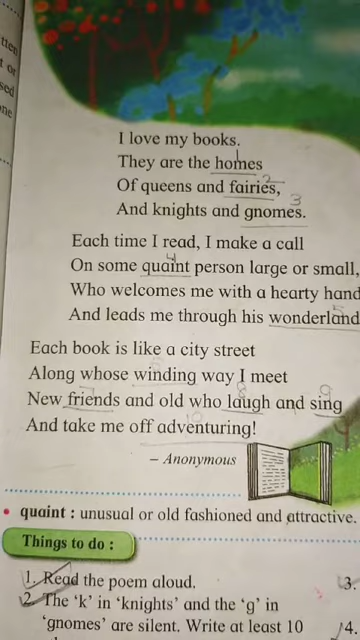 I love my books.
They are the homes
Of queens and fairies,
And knights and gnomes.
Each time I read, I make a call
On some quaint person large or small,
Who welcomes me with a hearty hand
And leads me through his wonderland
Each book is like a city street
Along whose winding way I meet
New friends and old who laugh and sing
And take me off adventuring!
– Anonymous
• quaint : unusual or old fashioned and attractive.
Things to do :
1. Read the poem aloud.
3.
2. The ‘k’ in ‘knights’ and the ‘g’ in
‘gnomes’ are silent. Write at least 10
4.